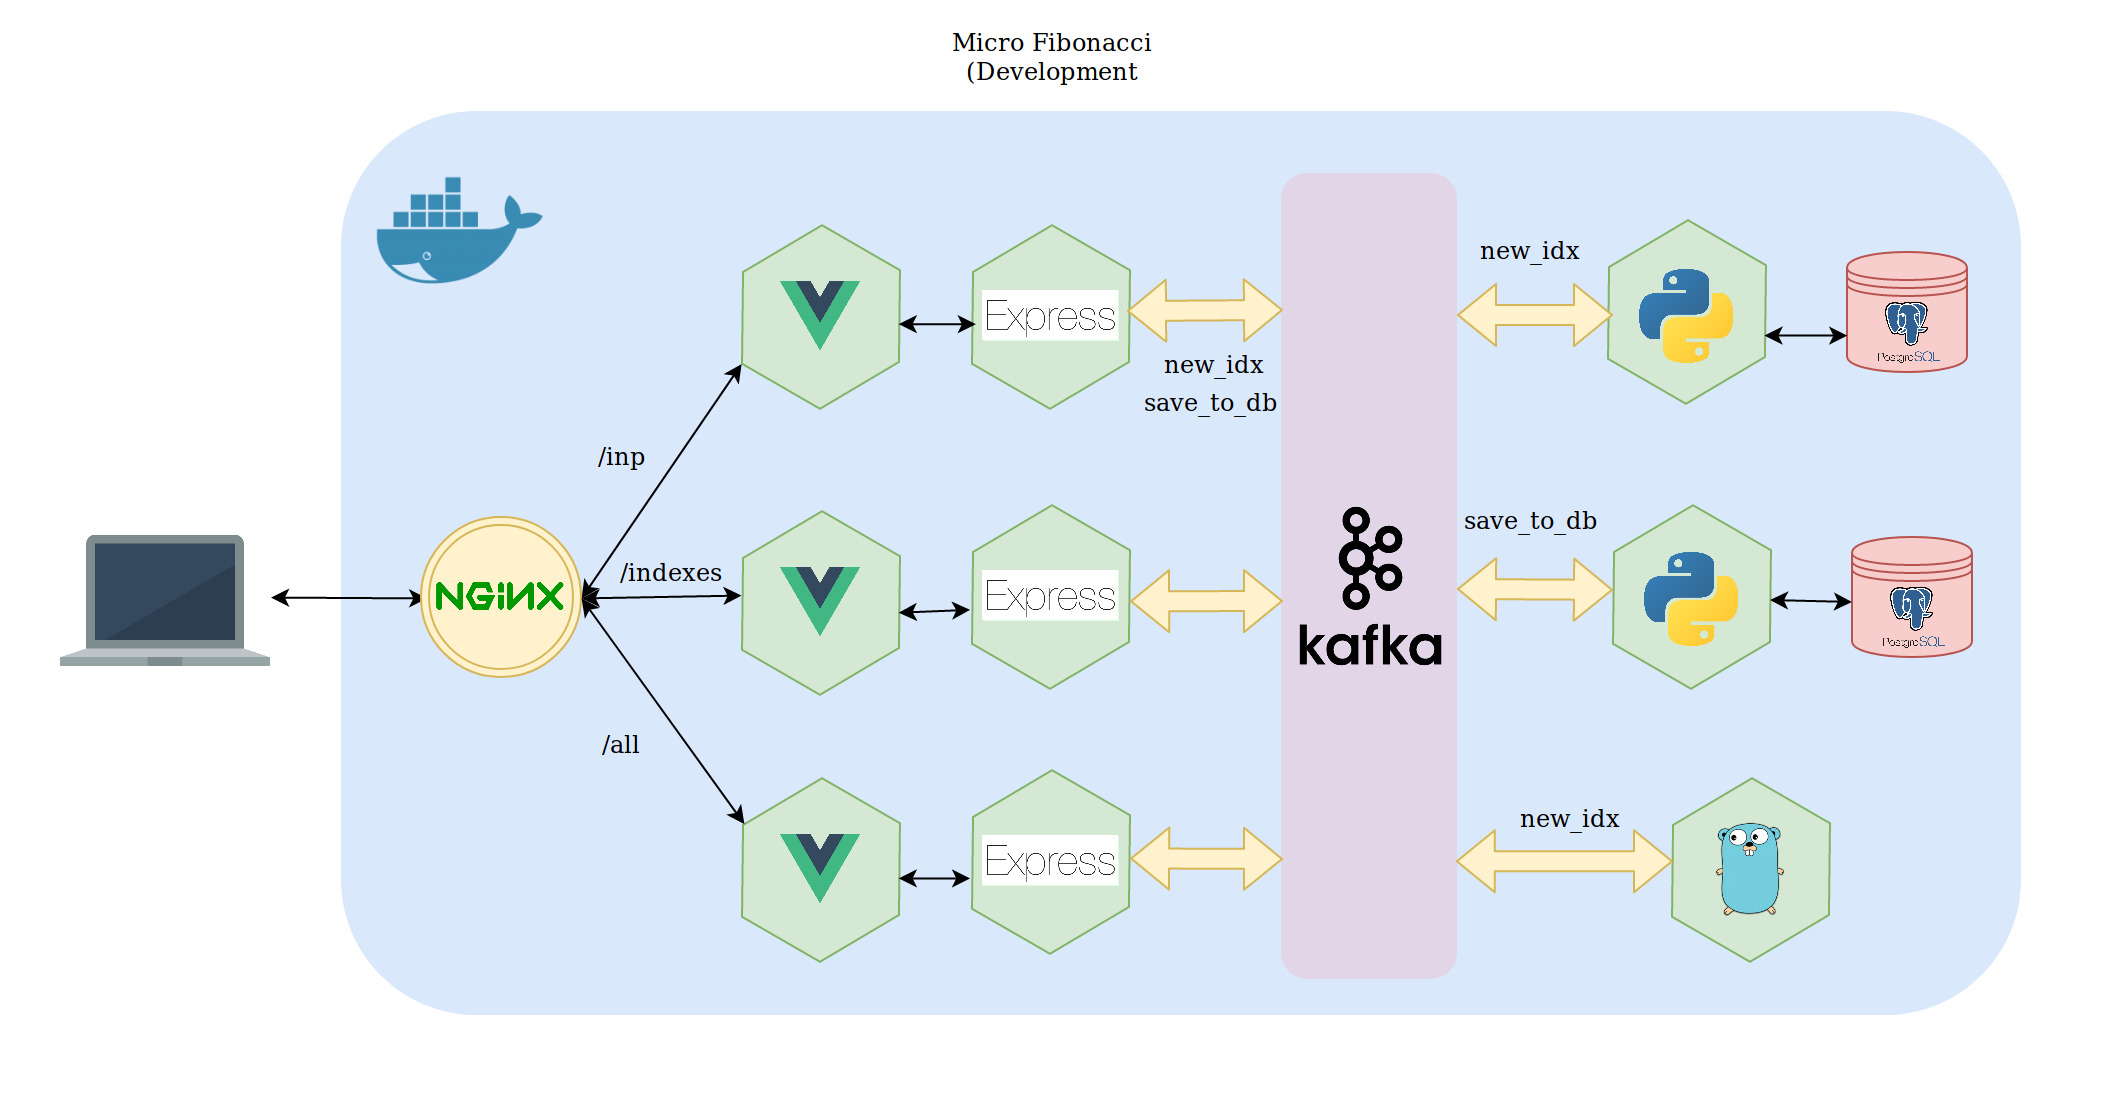 Micro Fibonacci
(Development
new_idx
Express
PostgreSQL
new_idx
save_to_db
/inp
save_to_db
/indexes
NGINX
Express
kafka
PostgreSQL
/all
new_idx
Express